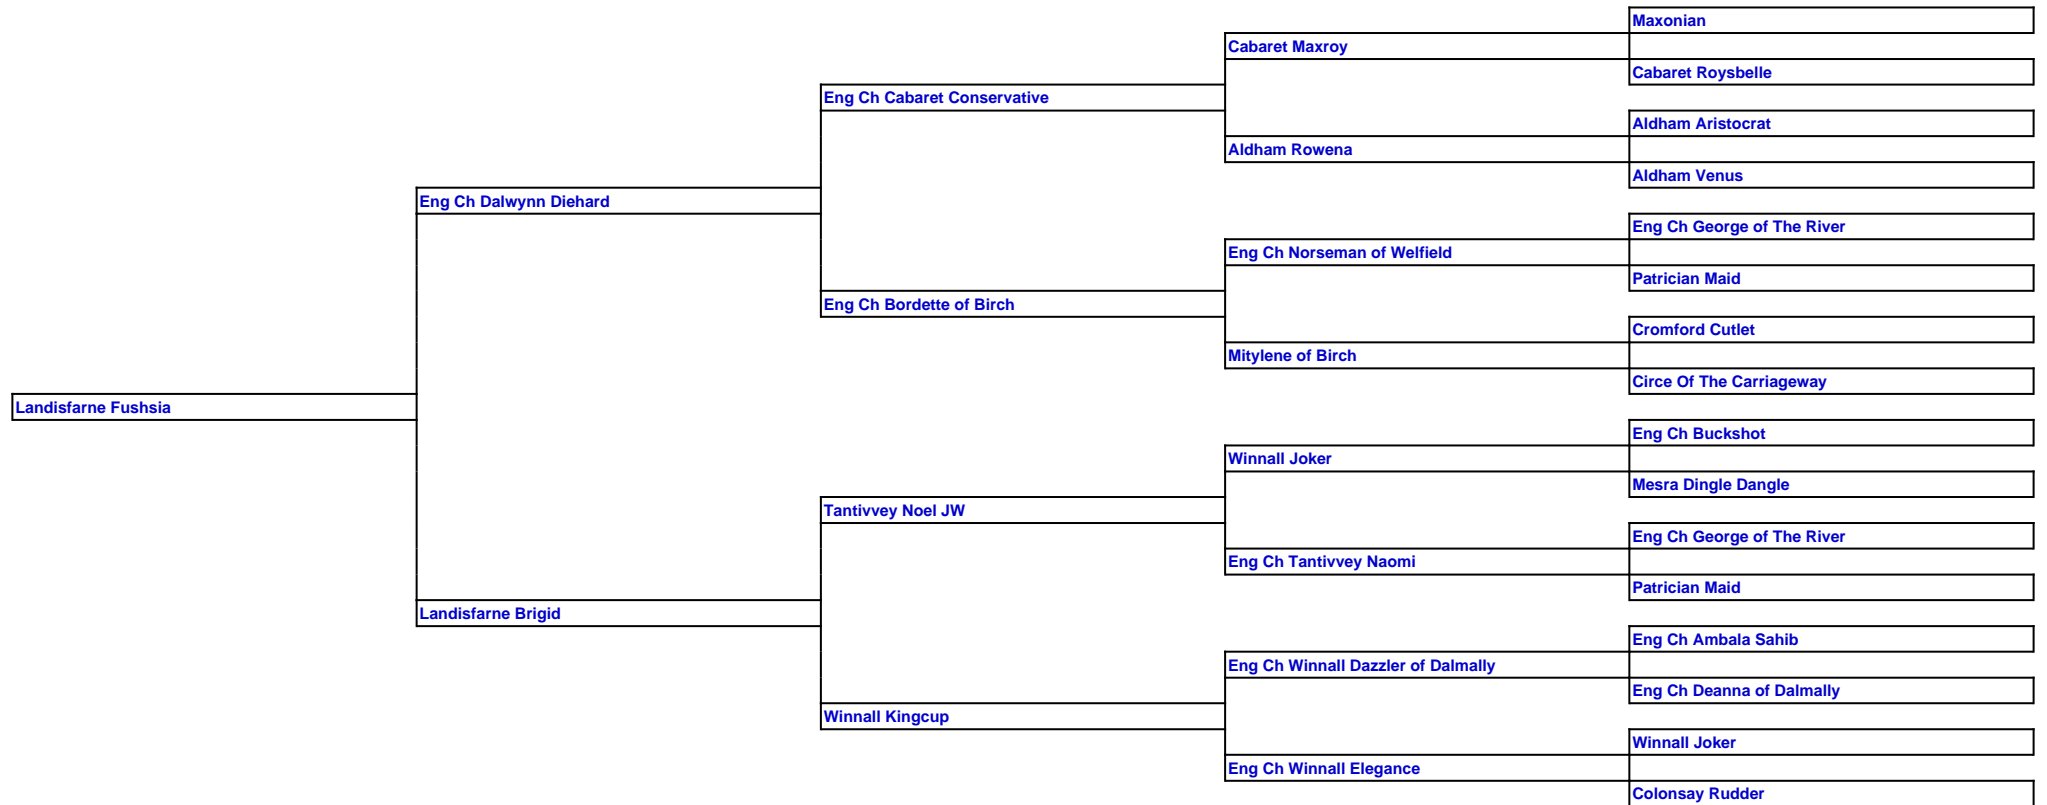 Maxonian
Cabaret Maxroy
Cabaret Roysbelle
Eng Ch Cabaret Conservative
Aldham Aristocrat
Aldham Rowena
Aldham Venus
Eng Ch Dalwynn Diehard
Eng Ch George of The River
Eng Ch Norseman of Welfield
Patrician Maid
Eng Ch Bordette of Birch
Cromford Cutlet
Mitylene of Birch
Circe Of The Carriageway
Landisfarne Fushsia
Eng Ch Buckshot
Winnall Joker
Mesra Dingle Dangle
Tantivvey Noel JW
Eng Ch George of The River
Eng Ch Tantivvey Naomi
Patrician Maid
Landisfarne Brigid
Eng Ch Ambala Sahib
Eng Ch Winnall Dazzler of Dalmally
Eng Ch Deanna of Dalmally
Winnall Kingcup
Winnall Joker
Eng Ch Winnall Elegance
Colonsay Rudder